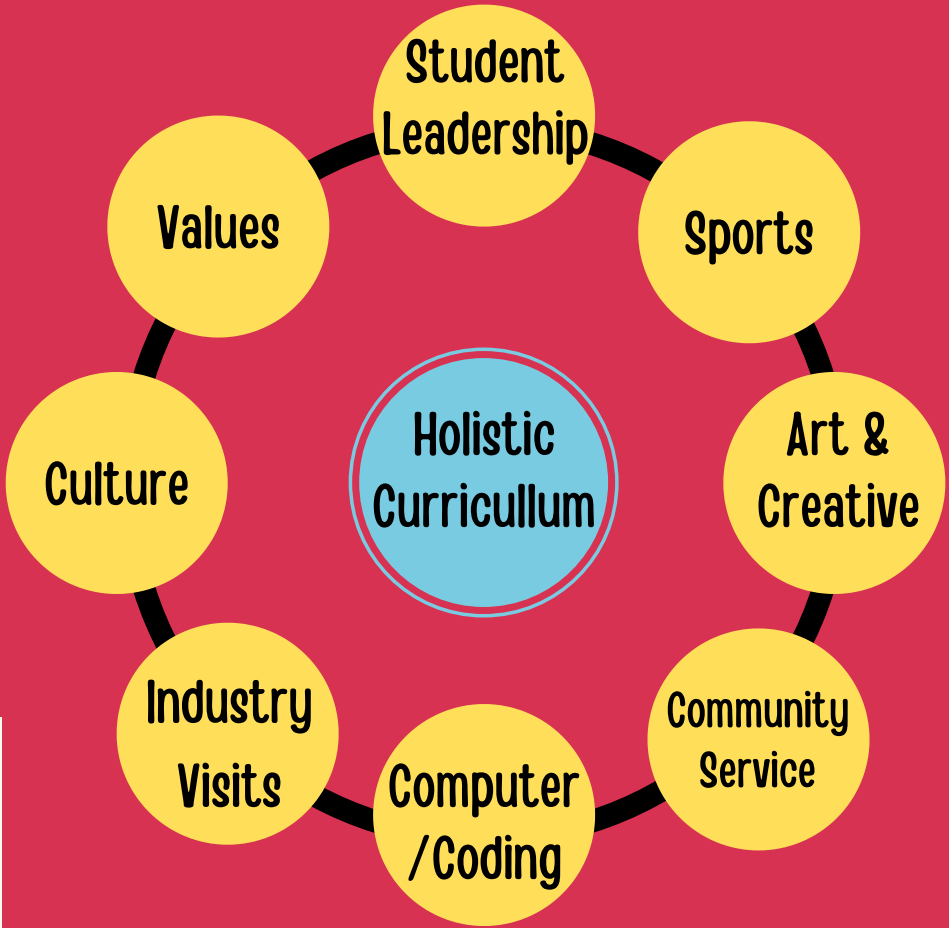 Student
Leadership
Sports
Art &
Creative
Community
Service
Computer
/Coding
Industry
Visits
Culture
Values
Holistic
Curricullum